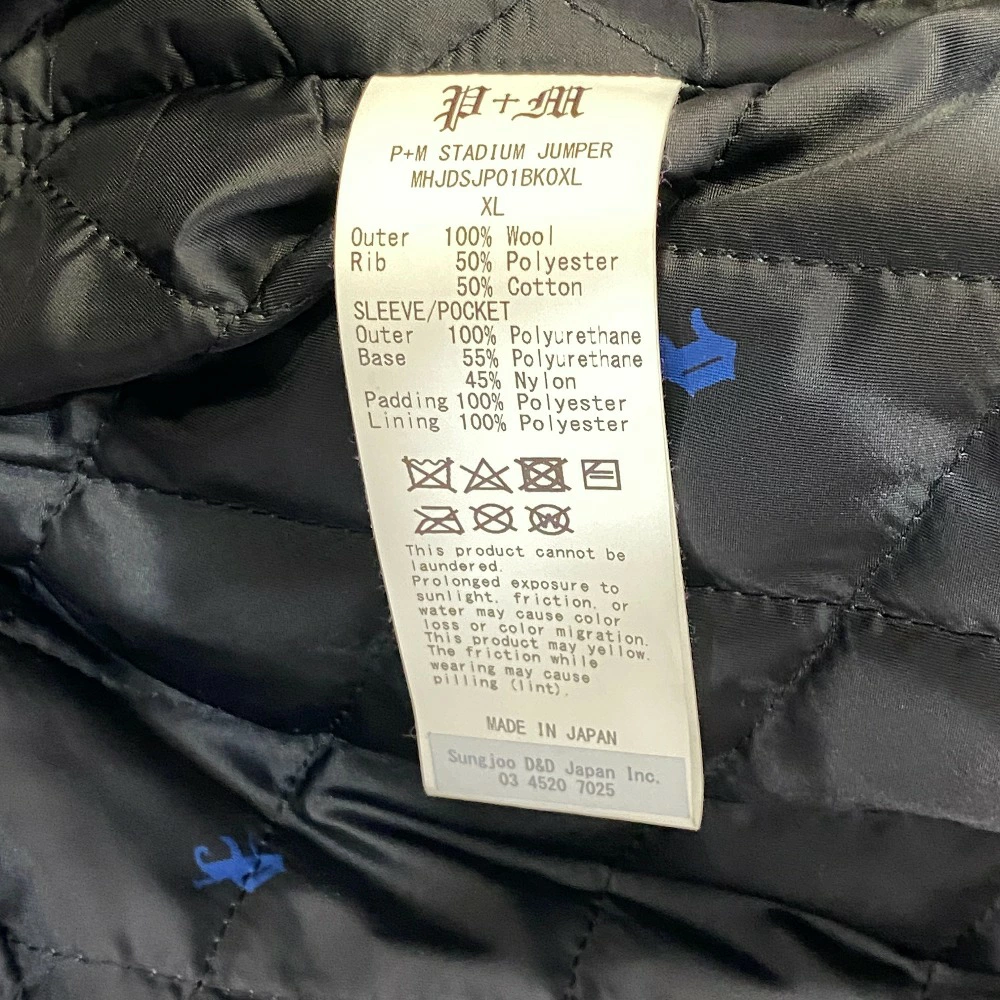 P+M
P+M STADIUM JUMPER
MHJDSJP01BK0XL
XL
Outer 100% Wool
Rib 50% Polyester
50% Cotton
SLEEVE/POCKET
Outer 100% Polyurethane
Base 55% Polyurethane
45% Nylon
Padding 100% Polyester
Lining 100% Polyester
W
This product cannot be
laundered.
Prolonged exposure to
sunlight, friction, or
water may cause color
loss or color migration.
This product may yellow.
The friction while
wearing may cause
pilling (lint).
MADE IN JAPAN
Sungjoo D&D Japan Inc.
03 4520 7025